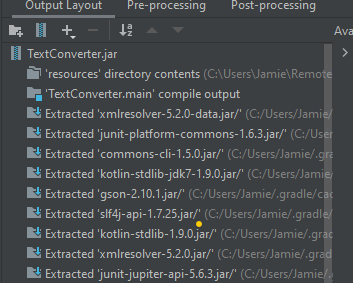 Output Layout Pre-processing Post-processing
Ava
TextConverter.jar
'resources' directory contents (C:\Users\Jamie\Remote
'TextConverter.main' compile output
Extracted 'xmlresolver-5.2.0-data.jar/' (C:/Users/Jamie/
Extracted 'junit-platform-commons-1.6.3.jar/' (C:/Users
Extracted 'commons-cli-1.5.0.jar/' (C:/Users/Jamie/.grad
Extracted 'kotlin-stdlib-jdk7-1.9.0.jar/' (C:/Users/Jamie/
Extracted 'gson-2.10.1.jar/' (C:/Users/Jamie/.gradle/cac
Extracted 'slf4j-api-1.7.25.jar/' (C:/Users/Jamie/.gradle/
Extracted 'kotlin-stdlib-1.9.0.jar/' (C:/Users/Jamie/.grad
Extracted 'xmlresolver-5.2.0.jar/' (C:/Users/Jamie/.gradl
Extracted 'junit-jupiter-api-5.6.3.jar/' (C:/Users/Jamie/.g